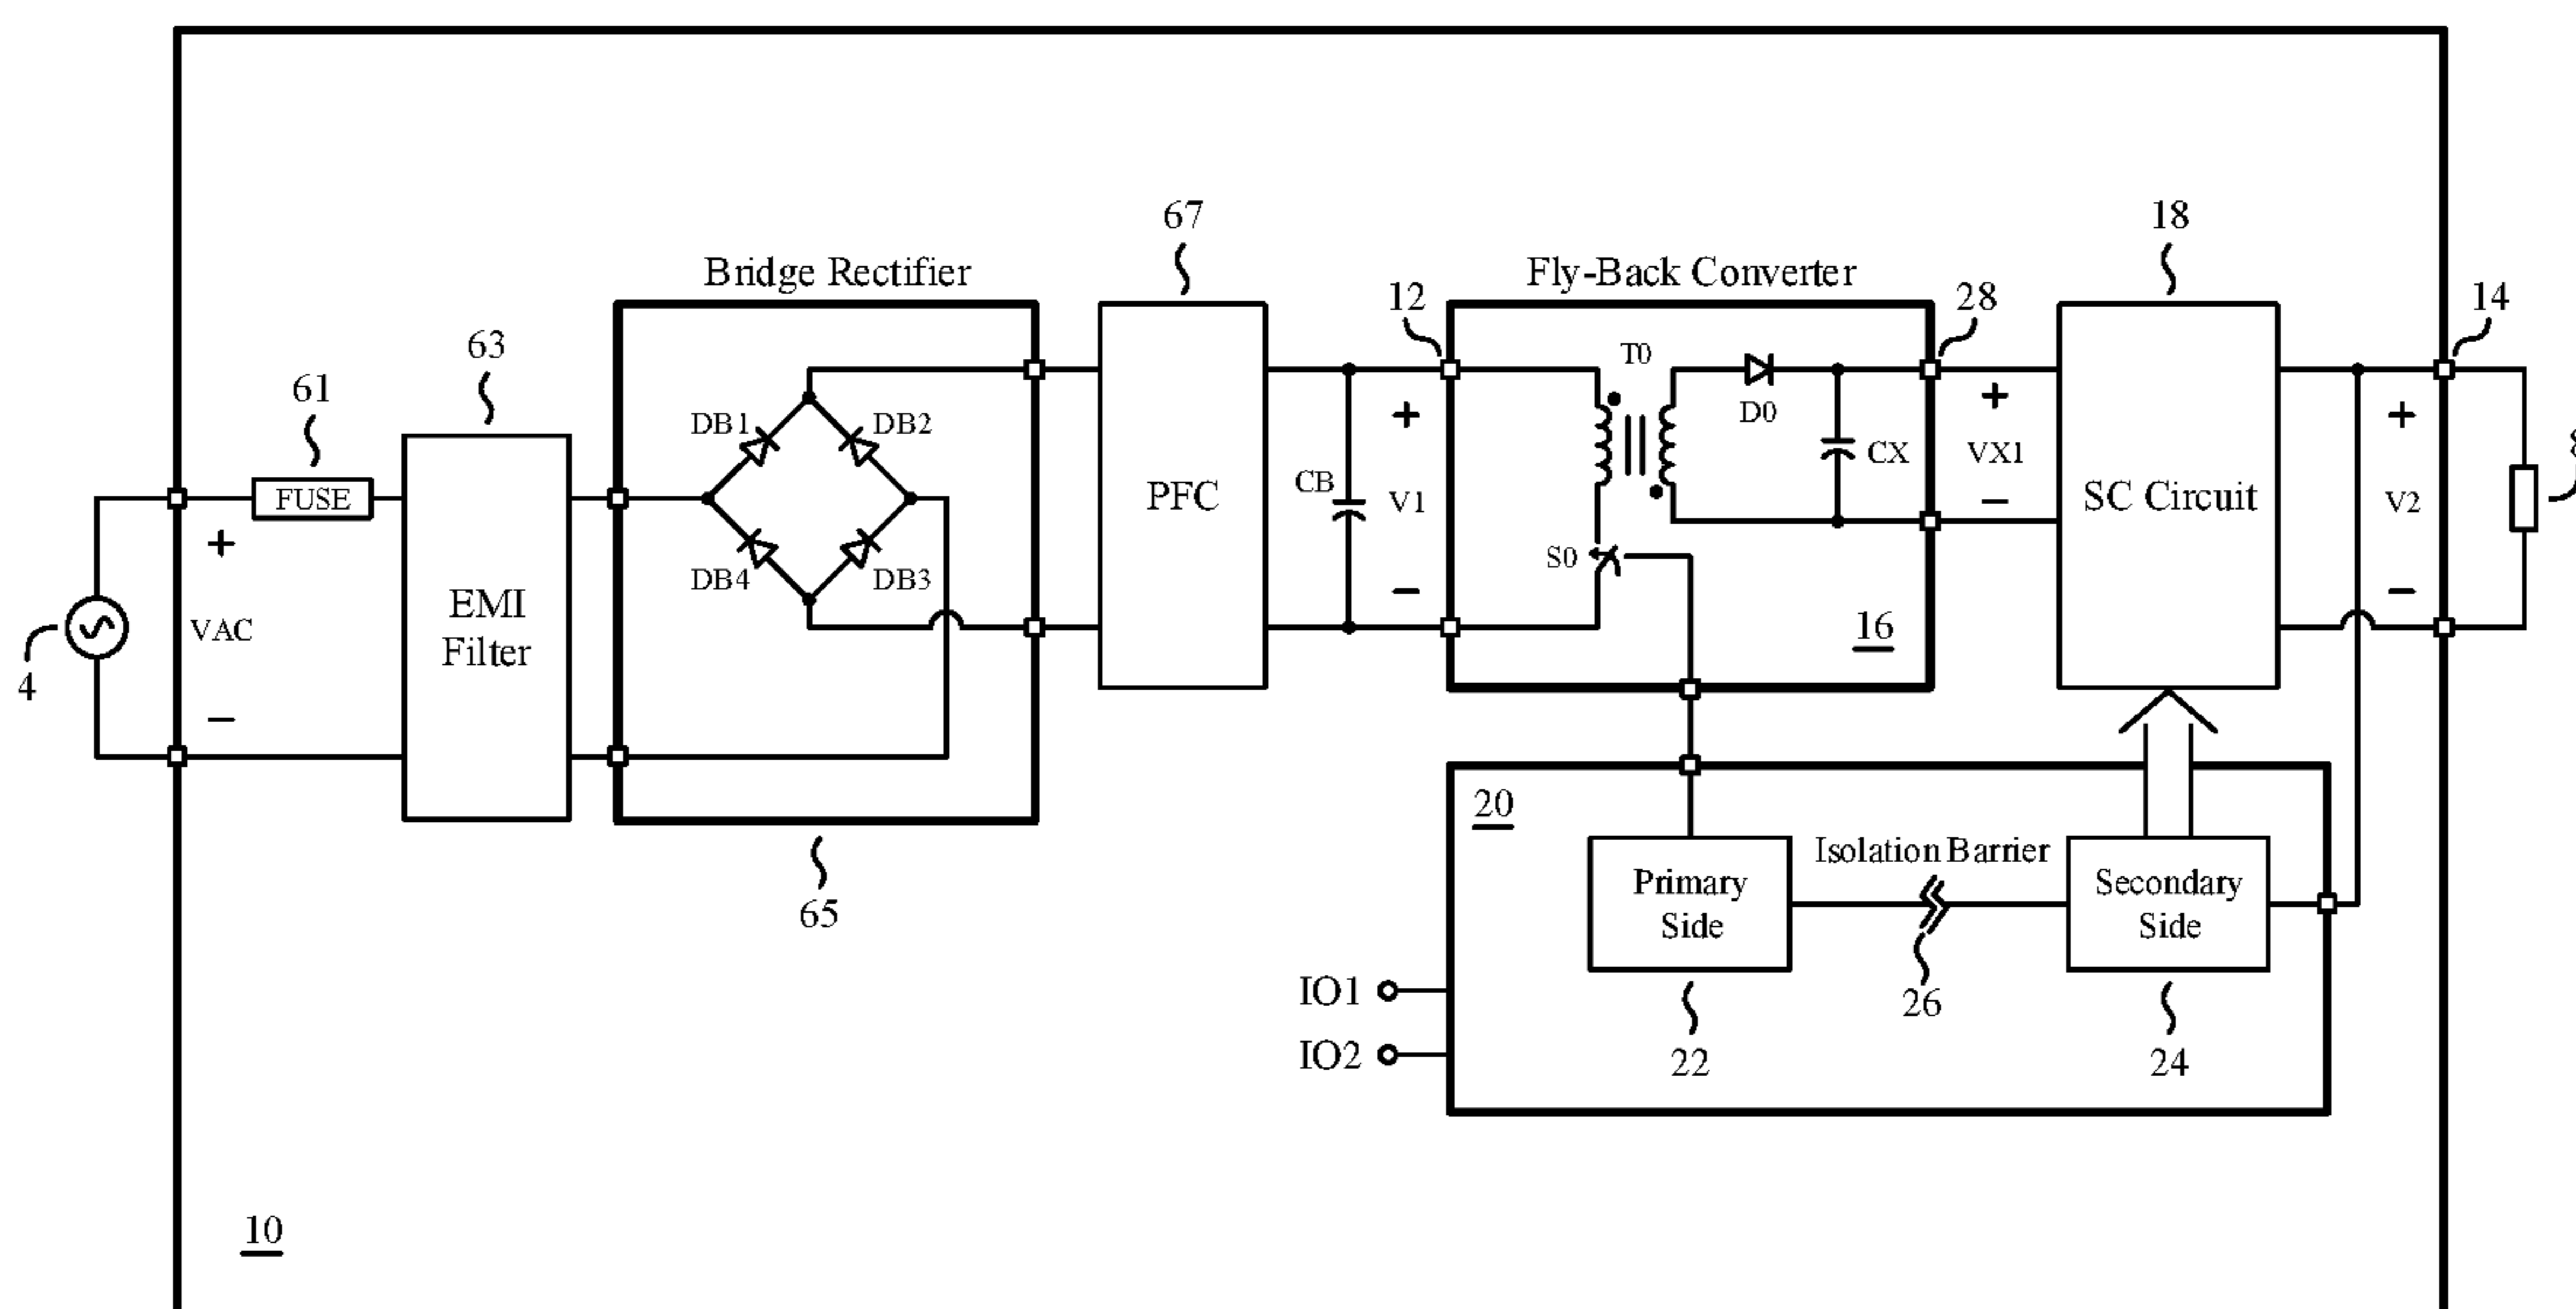 67
18
Bridge Rectifier
Fly-Back Converter
12
28
14
63
61
T0
DB1
DB2
D0
FUSE
PFC
CB
V1
+
−
CX
+
VX1
−
SC Circuit
+
V2
−
+
VAC
−
4
EMI
Filter
DB4
DB3
S0
16
65
20
Isolation Barrier
Primary
Side
Secondary
Side
26
IO1
IO2
22
24
10